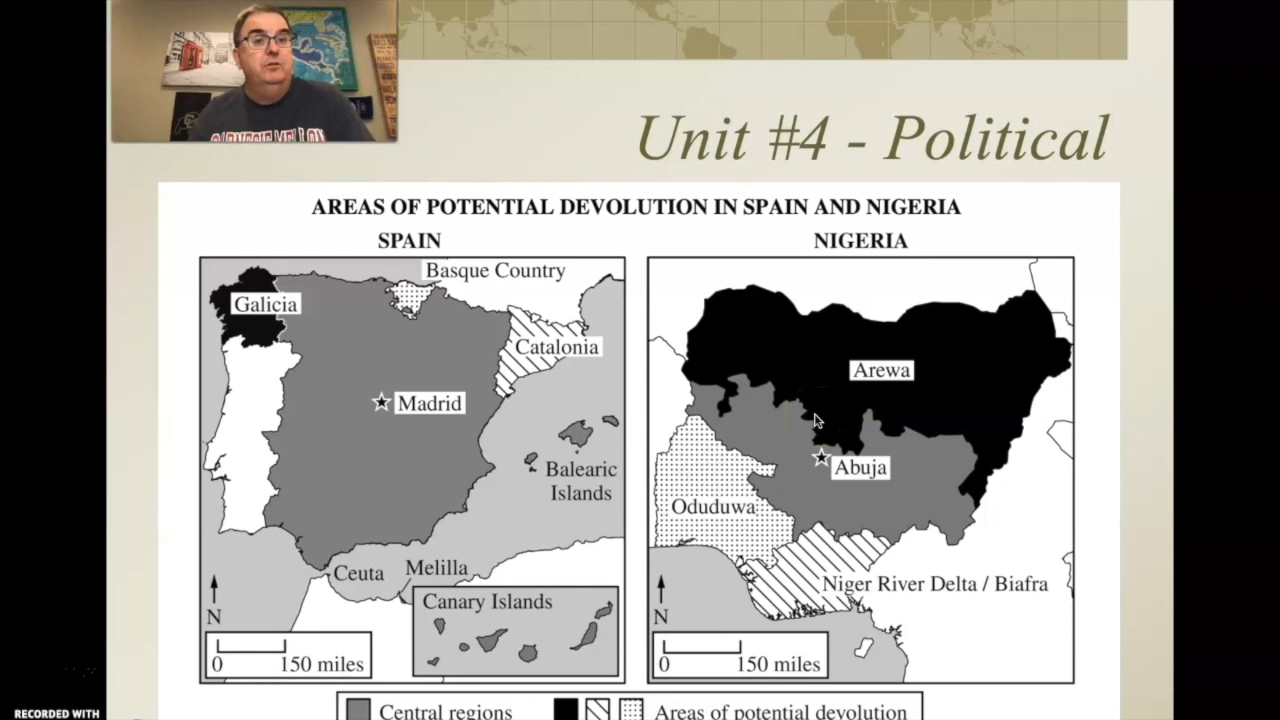 CARNEGIE MELLON
Unit #4 - Political
AREAS OF POTENTIAL DEVOLUTION IN SPAIN AND NIGERIA
SPAIN
NIGERIA
Basque Country
Galicia
Catalonia
Madrid
Balearic
Islands
Ceuta
Melilla
Canary Islands
N
0
150 miles
Arewa
Abuja
Oduduwa
Niger River Delta / Biafra
N
0
150 miles
Central regions
Areas of potential devolution
RECORDED WITH